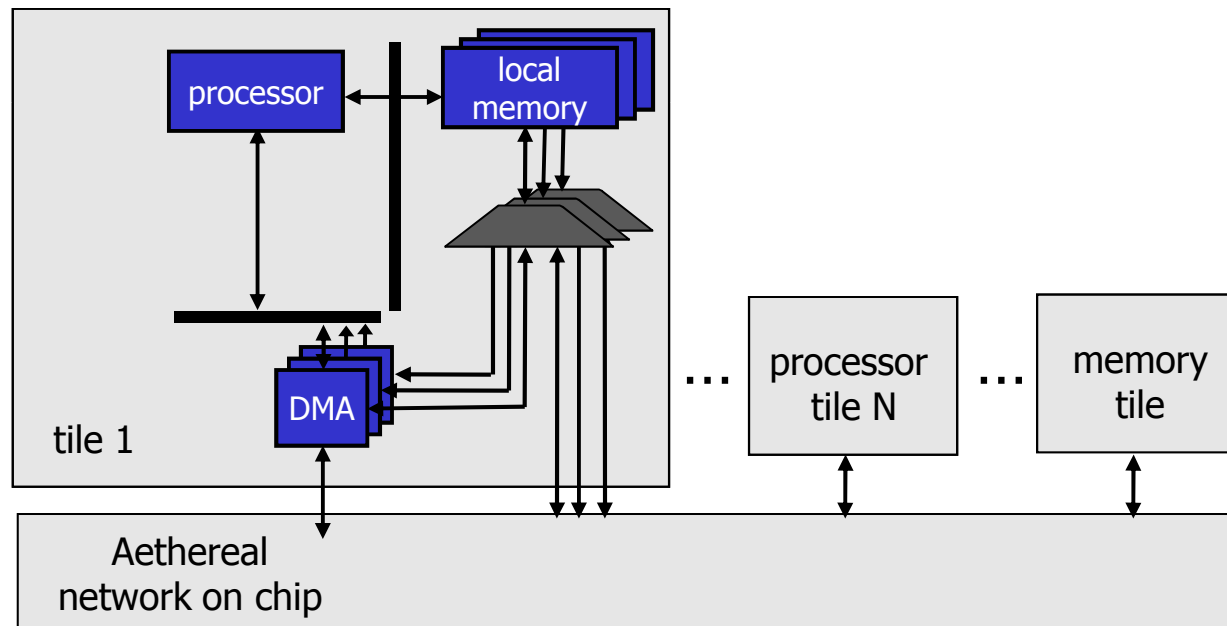 processor
local
memory
DMA
tile 1
...
processor
tile N
...
memory
tile
Aethereal
network on chip